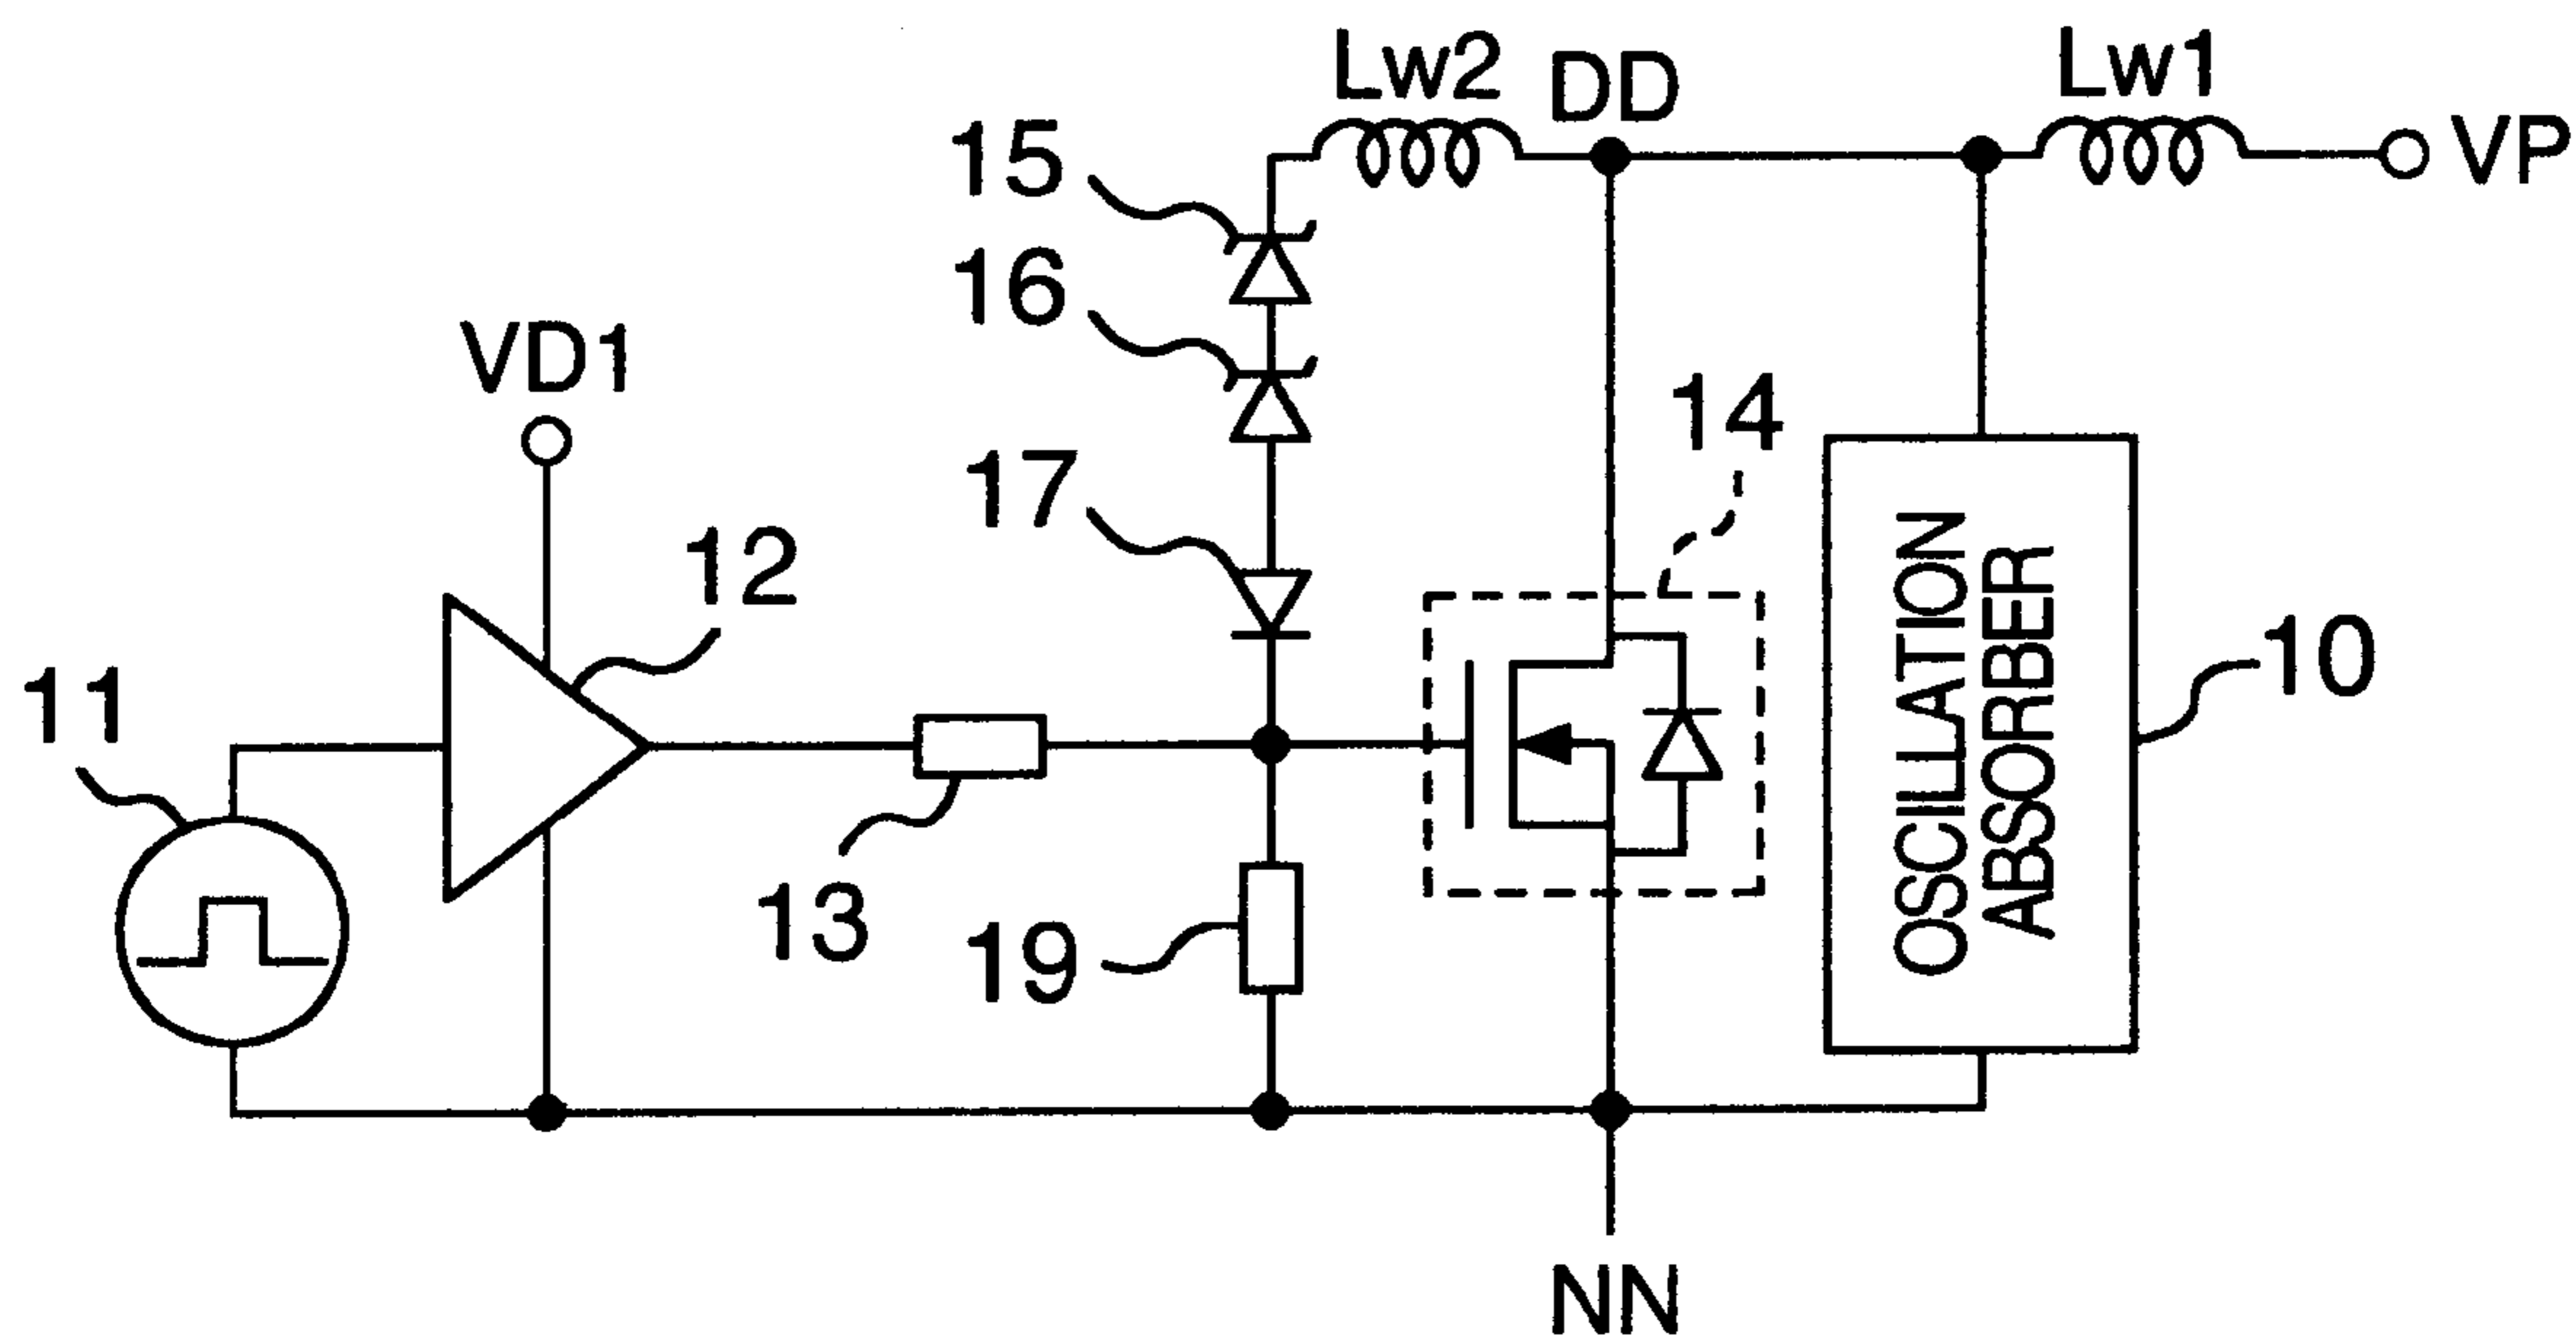 Lw2
DD
Lw1
VP
15
16
VD1
14
17
12
11
OSCILLATION
ABSORBER
10
13
19
NN